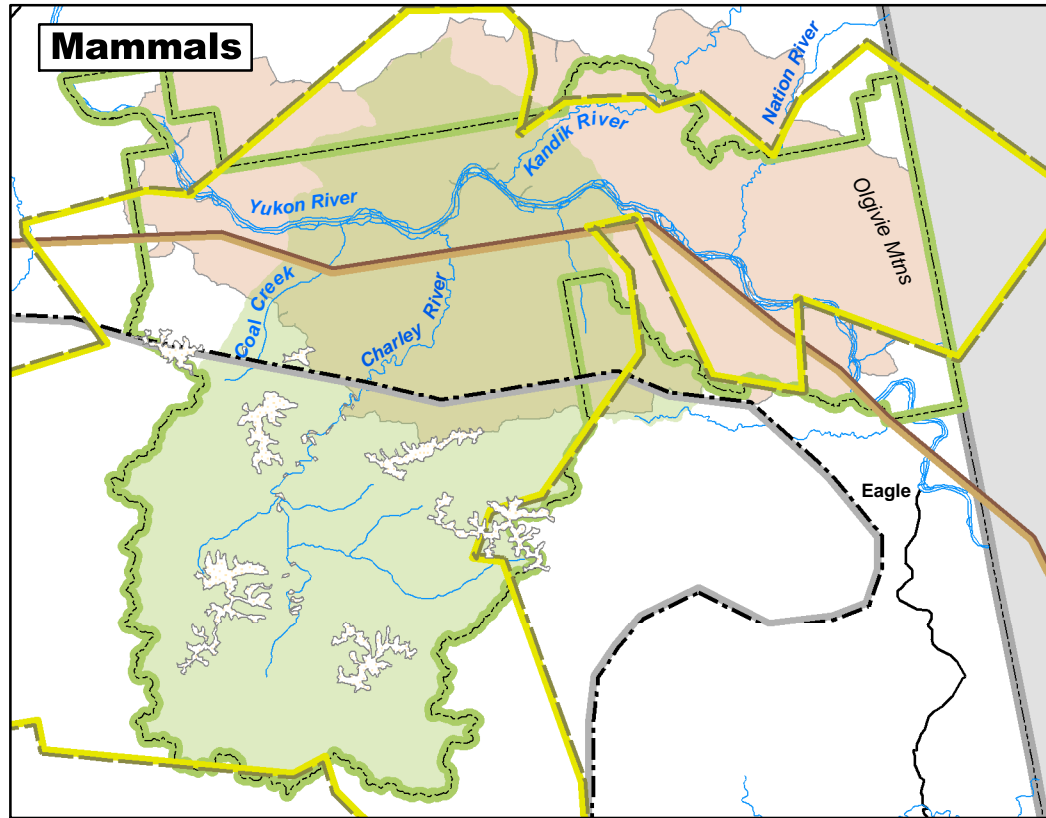 Mammals
Nation River
Kandik River
Yukon River
Olgivie Mtns
Coal Creek
Charley River
Eagle